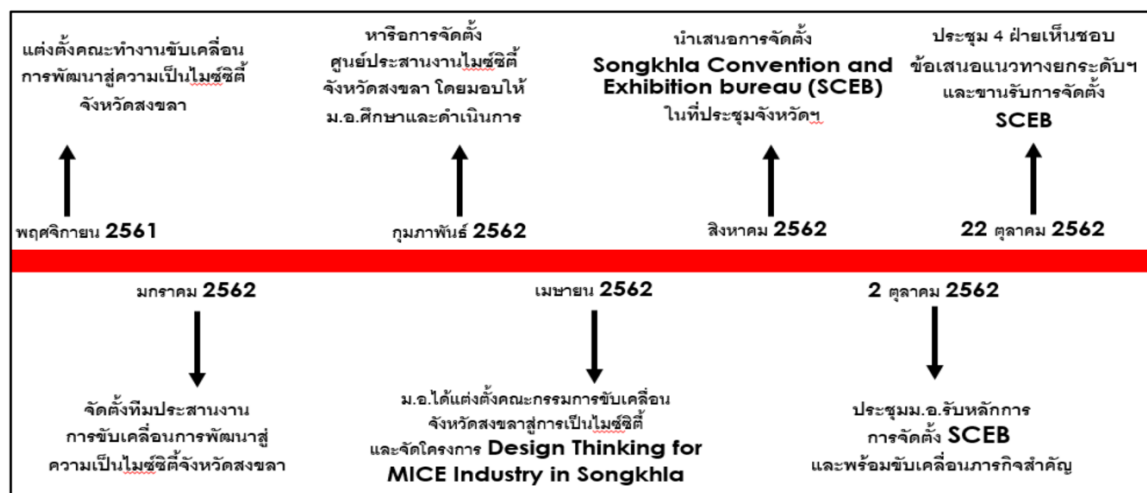 แต่งตั้งคณะทำงานขับเคลื่อน
การพัฒนาสู่ความเป็นไมซ์ซิตี้
จังหวัดสงขลา
พฤศจิกายน 2561
หารือการจัดตั้ง
ศูนย์ประสานงานไมซ์ซิตี้
จังหวัดสงขลา โดยมอบให้
ม.อ.ศึกษาและดำเนินการ
กุมภาพันธ์ 2562
นำเสนอการจัดตั้ง
Songkhla Convention and
Exhibition bureau (SCEB)
ในที่ประชุมจังหวัดฯ
สิงหาคม 2562
ประชุม 4 ฝ่ายเห็นชอบ
ข้อเสนอแนวทางยกระดับฯ
และขานรับการจัดตั้ง
SCEB
22 ตุลาคม 2562
มกราคม 2562
จัดตั้งทีมประสานงาน
การขับเคลื่อนการพัฒนาสู่
ความเป็นไมซ์ซิตี้จังหวัดสงขลา
เมษายน 2562
ม.อ.ได้แต่งตั้งคณะกรรมการขับเคลื่อน
จังหวัดสงขลาสู่การเป็นไมซ์ซิตี้
และจัดโครงการ Design Thinking for
MICE Industry in Songkhla
2 ตุลาคม 2562
ประชุมม.อ.รับหลักการ
การจัดตั้ง SCEB
และพร้อมขับเคลื่อนภารกิจสำคัญ